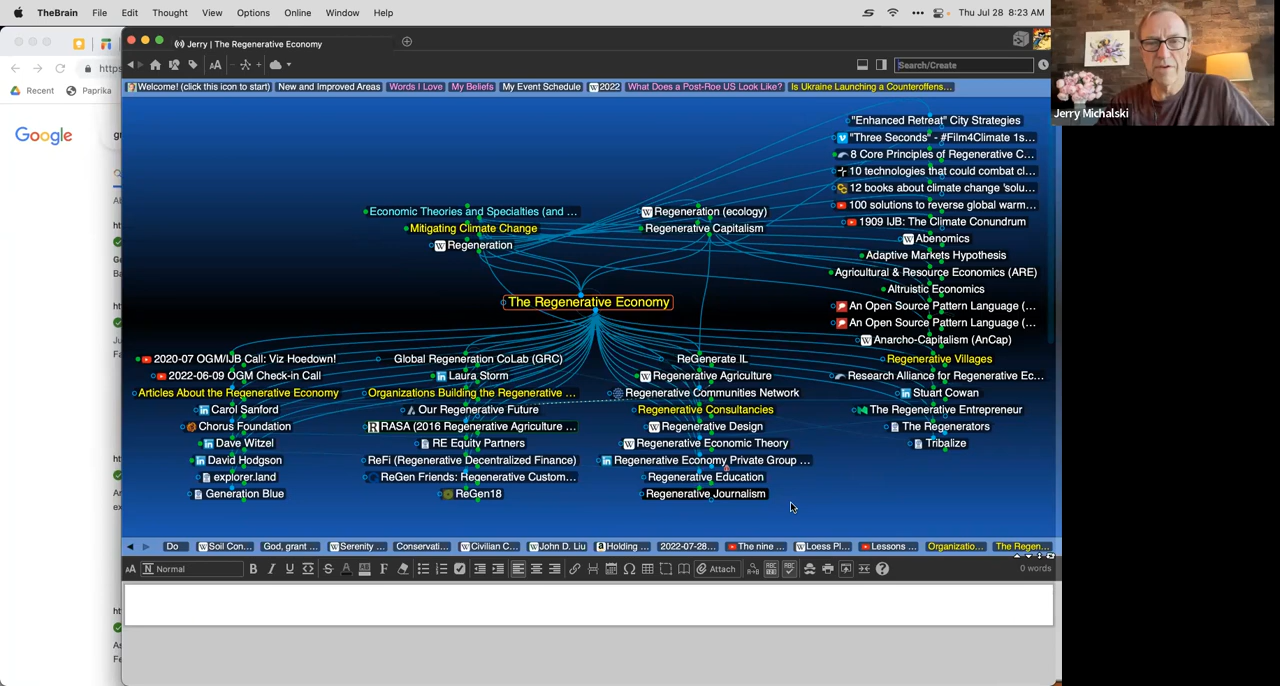 TheBrain File Edit Thought View Options Online Window Help Thu Jul 28 8:23 AM
Jerry | The Regenerative Economy
https
Search/Create
Recent Paprika
Welcome! (click this icon to start) New and Improved Areas Words I Love My Beliefs My Event Schedule 2022 What Does a Post-Roe US Look Like? Is Ukraine Launching a Counteroffens...
Jerry Michalski
Google
"Enhanced Retreat" City Strategies
"Three Seconds" - #Film4Climate 1s...
8 Core Principles of Regenerative C...
10 technologies that could combat cl...
12 books about climate change 'solu...
100 solutions to reverse global warm...
1909 IJB: The Climate Conundrum
Abenomics
Adaptive Markets Hypothesis
Agricultural & Resource Economics (ARE)
Altruistic Economics
An Open Source Pattern Language (...
An Open Source Pattern Language (...
Anarcho-Capitalism (AnCap)
Economic Theories and Specialties (and ...
Mitigating Climate Change
Regeneration
Regeneration (ecology)
Regenerative Capitalism
The Regenerative Economy
2020-07 OGM/IJB Call: Viz Hoedown!
2022-06-09 OGM Check-in Call
Articles About the Regenerative Economy
Carol Sanford
Chorus Foundation
Dave Witzel
David Hodgson
explorer.land
Generation Blue
Global Regeneration CoLab (GRC)
Laura Storm
Organizations Building the Regenerative ...
Our Regenerative Future
RASA (2016 Regenerative Agriculture ...
RE Equity Partners
ReFi (Regenerative Decentralized Finance)
ReGen Friends: Regenerative Custom...
ReGen18
ReGenerate IL
Regenerative Agriculture
Regenerative Communities Network
Regenerative Consultancies
Regenerative Design
Regenerative Economic Theory
Regenerative Economy Private Group ...
Regenerative Education
Regenerative Journalism
Regenerative Villages
Research Alliance for Regenerative Ec...
Stuart Cowan
The Regenerative Entrepreneur
The Regenerators
Tribalize
Do Soil Con... God, grant ... Serenity ... Conservati... Civilian C... John D. Liu Holding ... 2022-07-28... The nine ... Loess Pl... Lessons ... Organizatio... The Regen...
Normal Attach 0 words